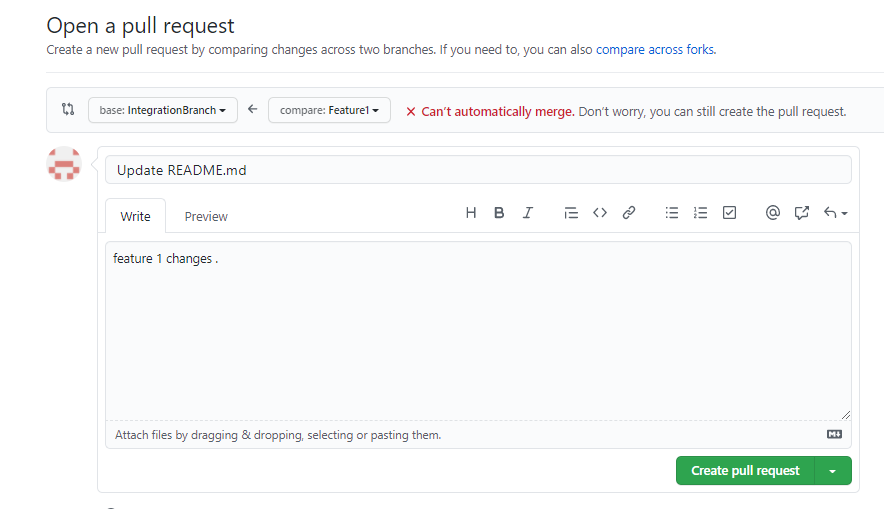 Open a pull request
Create a new pull request by comparing changes across two branches. If you need to, you can also compare across forks.
base: IntegrationBranch compare: Feature1 Can't automatically merge. Don't worry, you can still create the pull request.
Update README.md
Write Preview
feature 1 changes .
Attach files by dragging & dropping, selecting or pasting them.
Create pull request